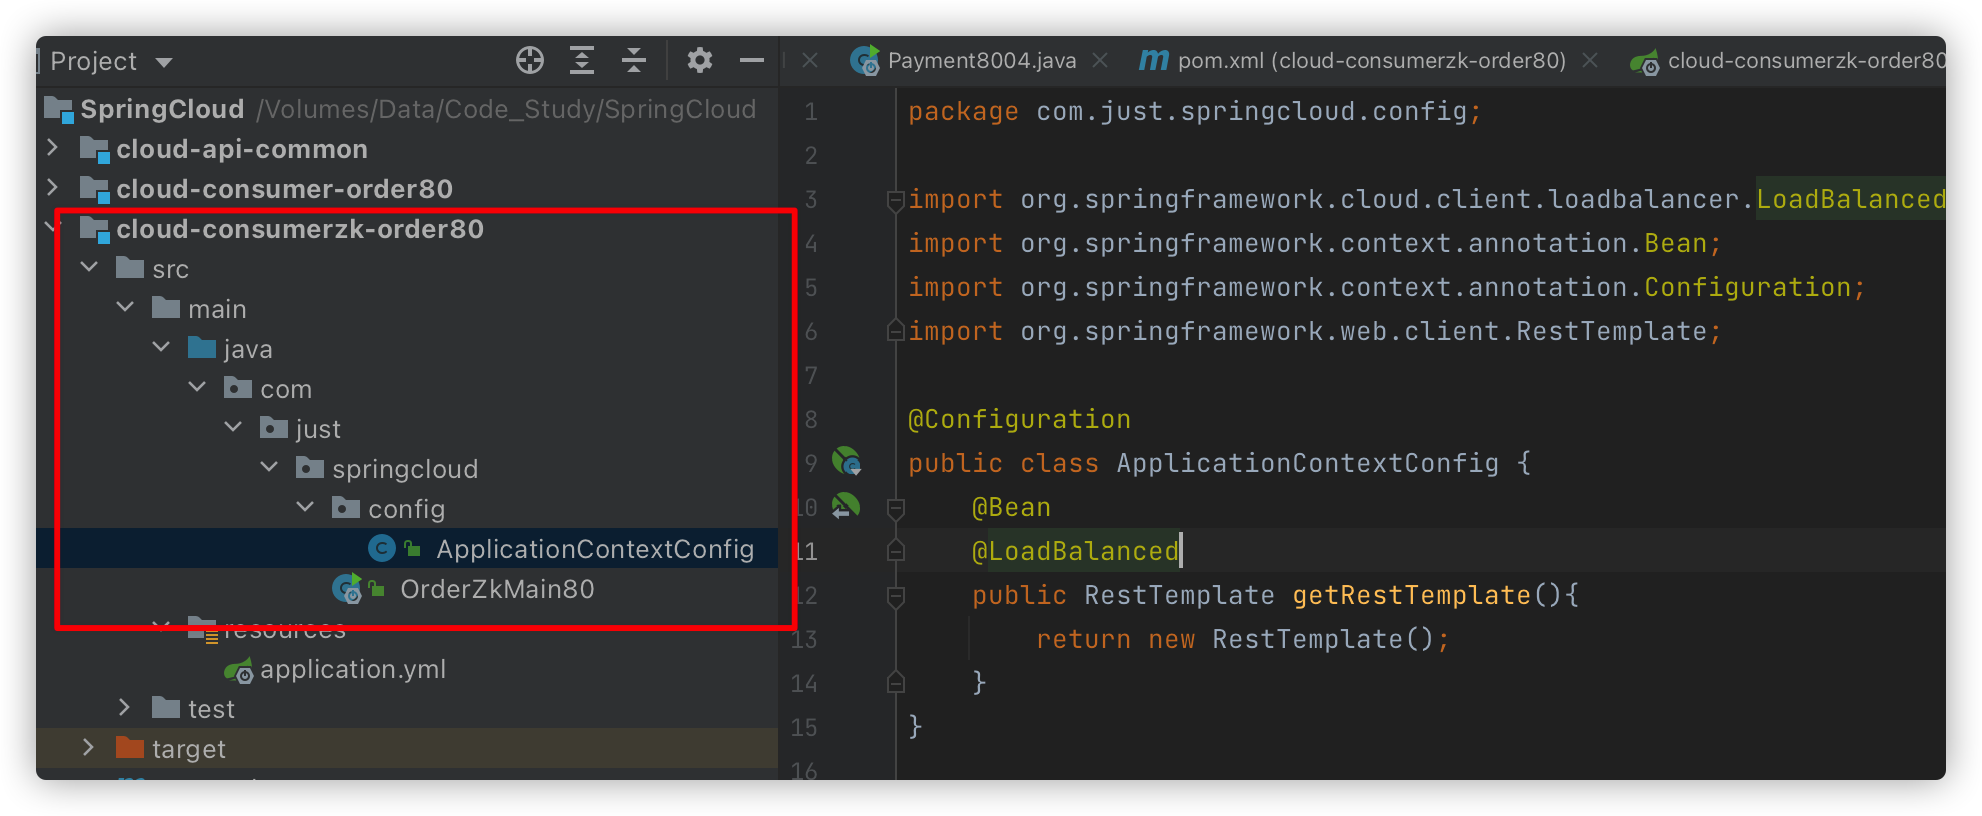 Project
SpringCloud /Volumes/Data/Code_Study/SpringCloud
cloud-api-common
cloud-consumer-order80
cloud-consumerzk-order80
src
main
java
com
just
springcloud
config
ApplicationContextConfig
OrderZkMain80
resources
application.yml
test
target
Payment8004.java
pom.xml (cloud-consumerzk-order80)
cloud-consumerzk-order80
1 package com.just.springcloud.config;
2
3 import org.springframework.cloud.client.loadbalancer.LoadBalanced
4 import org.springframework.context.annotation.Bean;
5 import org.springframework.context.annotation.Configuration;
6 import org.springframework.web.client.RestTemplate;
7
8 @Configuration
9 public class ApplicationContextConfig {
10 @Bean
11 @LoadBalanced
12 public RestTemplate getRestTemplate(){
13 return new RestTemplate();
14 }
15 }
16